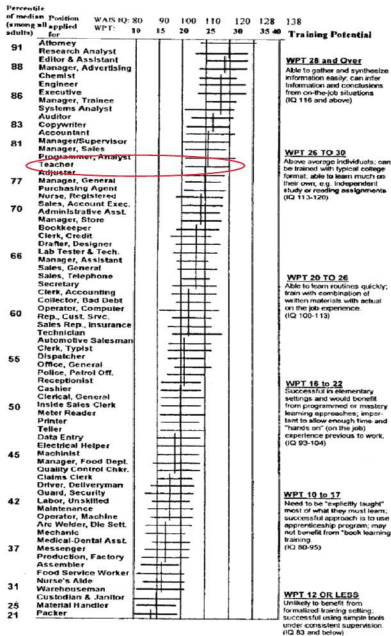 Percentile
of median Position WAIS IQ: 80 90 100 110 120 128 138
(among all applied WPT:
adults) for 10 15 20 25 30 35 40 Training Potential
91 Attorney
Research Analyst
Editor & Assistant
88 Manager, Advertising
Chemist
Engineer
86 Executive
Manager, Trainee
Systems Analyst
Auditor
83 Copywriter
Accountant
81 Manager/Supervisor
Manager, Sales
Programmer, Analyst
Teacher
Adjuster
77 Manager, General
Purchasing Agent
Nurse, Registered
Sales, Account Exec.
70 Administrative Asst.
Manager, Store
Bookkeeper
Clerk, Credit
Drafter, Designer
66 Lab Tester & Tech.
Manager, Assistant
Sales, General
Sales, Telephone
Secretary
Clerk, Accounting
Collector, Bad Debt
60 Operator, Computer
Rep., Cust. Srvc.
Sales Rep., Insurance
Technician
Automotive Salesman
Clerk, Typist
55 Dispatcher
Office, General
Police, Patrol Off.
Receptionist
Cashier
Clerical, General
50 Inside Sales Clerk
Meter Reader
Printer
Teller
Data Entry
Electrical Helper
45 Machinist
Manager, Food Dept.
Quality Control Chkr.
Claims Clerk
Driver, Deliveryman
Guard, Security
42 Labor, Unskilled
Maintenance
Operator, Machine
Arc Welder, Die Sett.
Mechanic
Medical-Dental Asst.
37 Messenger
Production, Factory
Assembler
Food Service Worker
Nurse's Aide
31 Warehouseman
Custodian & Janitor
25 Material Handler
21 Packer
WPT 28 and Over
Able to gather and synthesize
information easily; can infer
information and conclusions
from on-the-job situations
(IQ 116 and above)
WPT 26 TO 30
Above average individuals; can
be trained with typical college
format; able to learn much on
their own; e.g. independent
study or reading assignments
(IQ 113-120)
WPT 20 TO 26
Able to learn routines quickly;
train with combination of
written materials with actual
on the job experience.
(IQ 100-113)
WPT 16 to 22
Successful in elementary
settings and would benefit
from programmed or mastery
learning approaches; impor-
tant to allow enough time and
"hands on" (on the job)
experience previous to work.
(IQ 93-104)
WPT 10 to 17
Need to be "explicitly taught"
most of what they must learn;
successful approach is to use
apprenticeship program; may
not benefit from "book learning
training.
(IQ 80-95)
WPT 12 OR LESS
Unlikely to benefit from
formalized training setting;
successful using simple tools
under consistent supervision.
(IQ 83 and below)